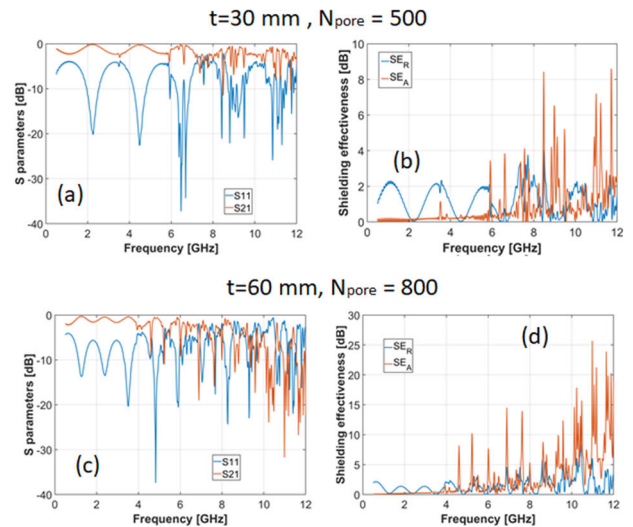 t=30 mm , Npore = 500
0
-10
-20
-30
-40
S parameters [dB]
(a)
S11
S21
0 2 4 6 8 10 12
Frequency [GHz]
10
8
6
4
2
0
Shielding effectiveness [dB]
SER
SEA
(b)
0 2 4 6 8 10 12
Frequency [GHz]
t=60 mm, Npore = 800
0
-10
-20
-30
-40
S parameters [dB]
(c)
S11
S21
0 2 4 6 8 10 12
Frequency [GHz]
30
25
20
15
10
5
0
Shielding effectiveness [dB]
SER
SEA
(d)
0 2 4 6 8 10 12
Frequency [GHz]